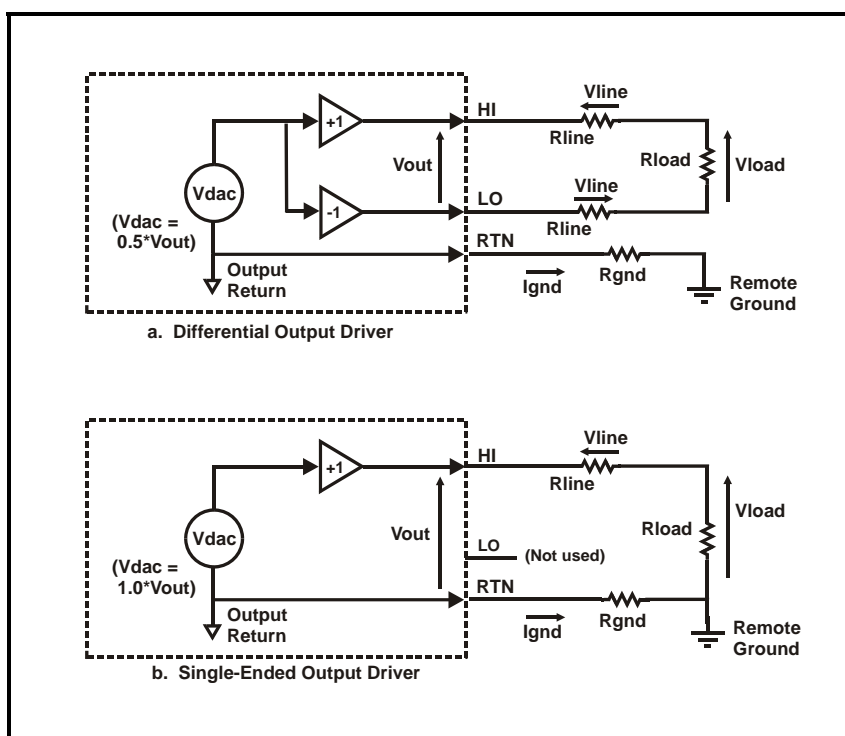 Vline
HI
+1
Rline
Rload
Vload
Vout
Vdac
Vline
LO
-1
(Vdac =
0.5*Vout)
Rline
RTN
Output
Return
Ignd
Rgnd
Remote
Ground
a. Differential Output Driver
Vline
HI
+1
Rline
Vload
Rload
Vout
Vdac
LO
(Not used)
(Vdac =
1.0*Vout)
RTN
Output
Return
Ignd
Rgnd
Remote
Ground
b. Single-Ended Output Driver